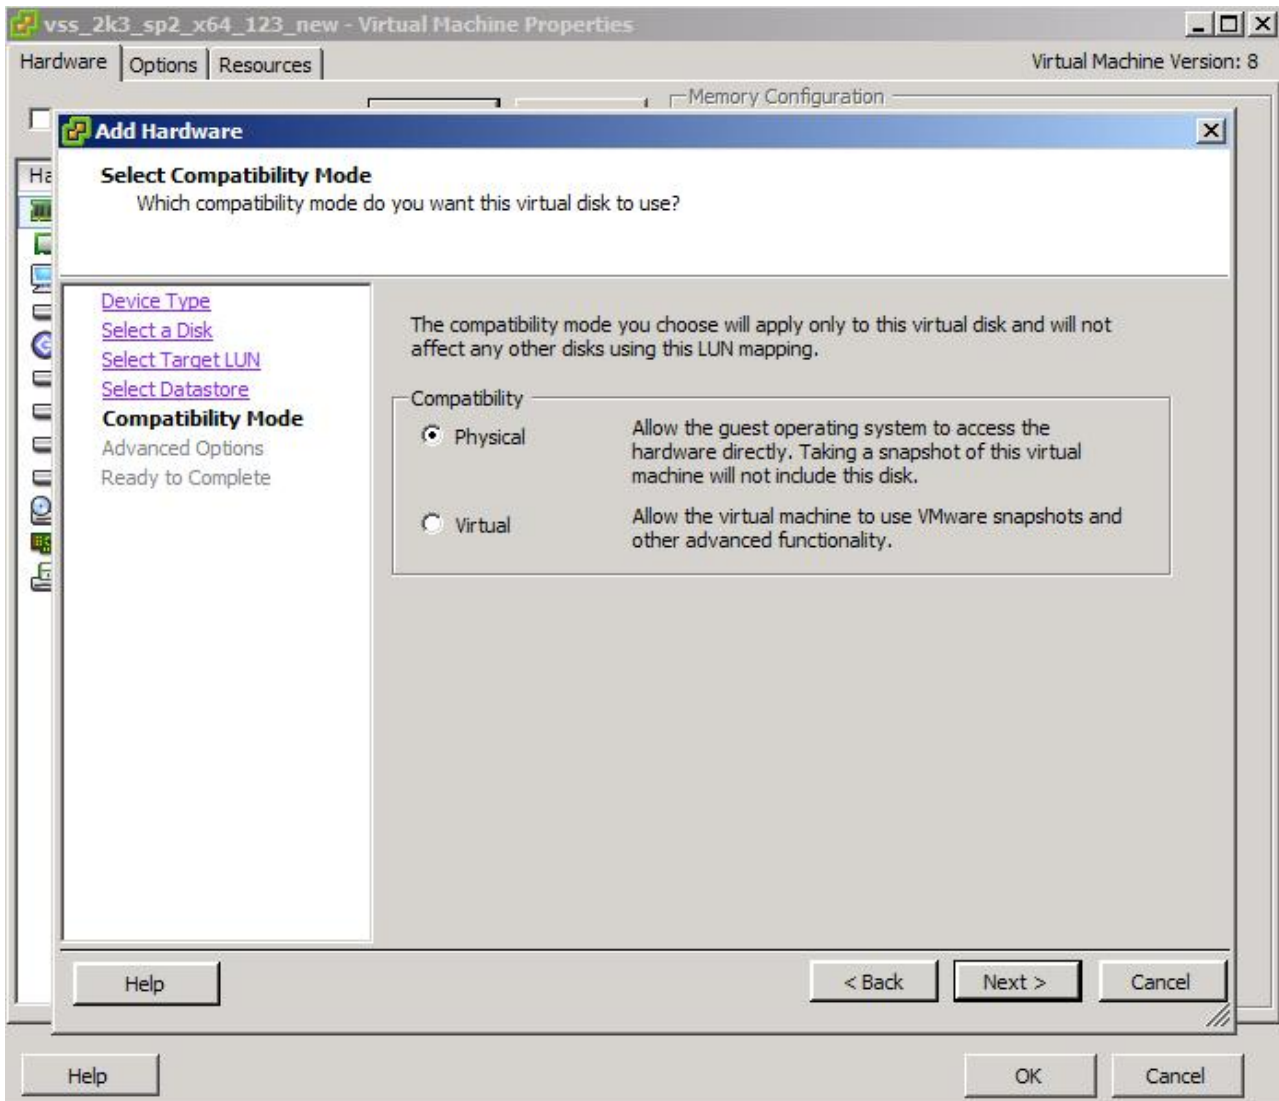 vss_2k3_sp2_x64_123_new - Virtual Machine Properties
Hardware Options Resources Virtual Machine Version: 8
Memory Configuration
Add Hardware
Ha
Select Compatibility Mode
Which compatibility mode do you want this virtual disk to use?
Device Type
Select a Disk
Select Target LUN
Select Datastore
Compatibility Mode
Advanced Options
Ready to Complete
The compatibility mode you choose will apply only to this virtual disk and will not
affect any other disks using this LUN mapping.
Compatibility
Physical
Allow the guest operating system to access the
hardware directly. Taking a snapshot of this virtual
machine will not include this disk.
Virtual
Allow the virtual machine to use VMware snapshots and
other advanced functionality.
Help < Back Next > Cancel
Help OK Cancel